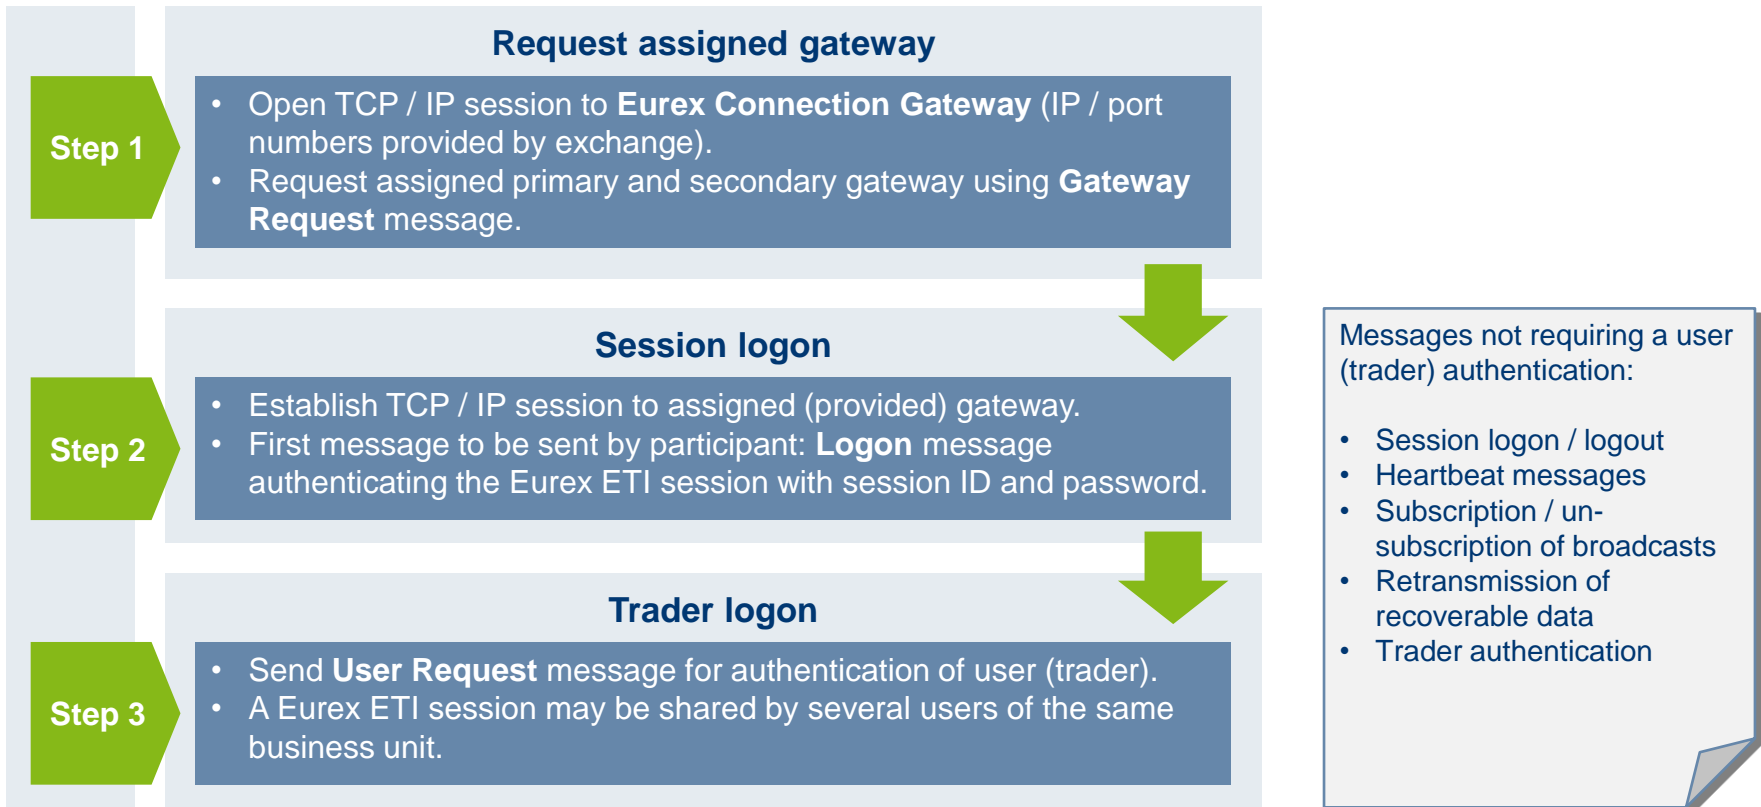 Request assigned gateway
Step 1
• Open TCP / IP session to Eurex Connection Gateway (IP / port
numbers provided by exchange).
• Request assigned primary and secondary gateway using Gateway
Request message.
Session logon
Step 2
• Establish TCP / IP session to assigned (provided) gateway.
• First message to be sent by participant: Logon message
authenticating the Eurex ETI session with session ID and password.
Trader logon
Step 3
• Send User Request message for authentication of user (trader).
• A Eurex ETI session may be shared by several users of the same
business unit.
Messages not requiring a user
(trader) authentication:
• Session logon / logout
• Heartbeat messages
• Subscription / un-
subscription of broadcasts
• Retransmission of
recoverable data
• Trader authentication